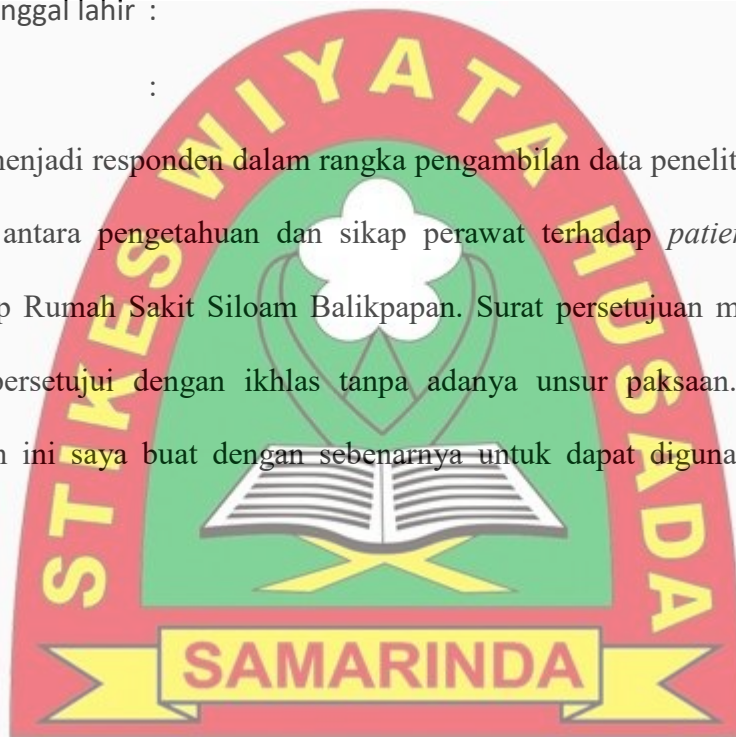 nggal lahir :
:
enjadi responden dalam rangka pengambilan data penelit
antara pengetahuan dan sikap perawat terhadap patien
p Rumah Sakit Siloam Balikpapan. Surat persetujuan m
persetujui dengan ikhlas tanpa adanya unsur paksaan.
n ini saya buat dengan sebenarnya untuk dapat diguna
STIKES WIYATA HUSADA
SAMARINDA